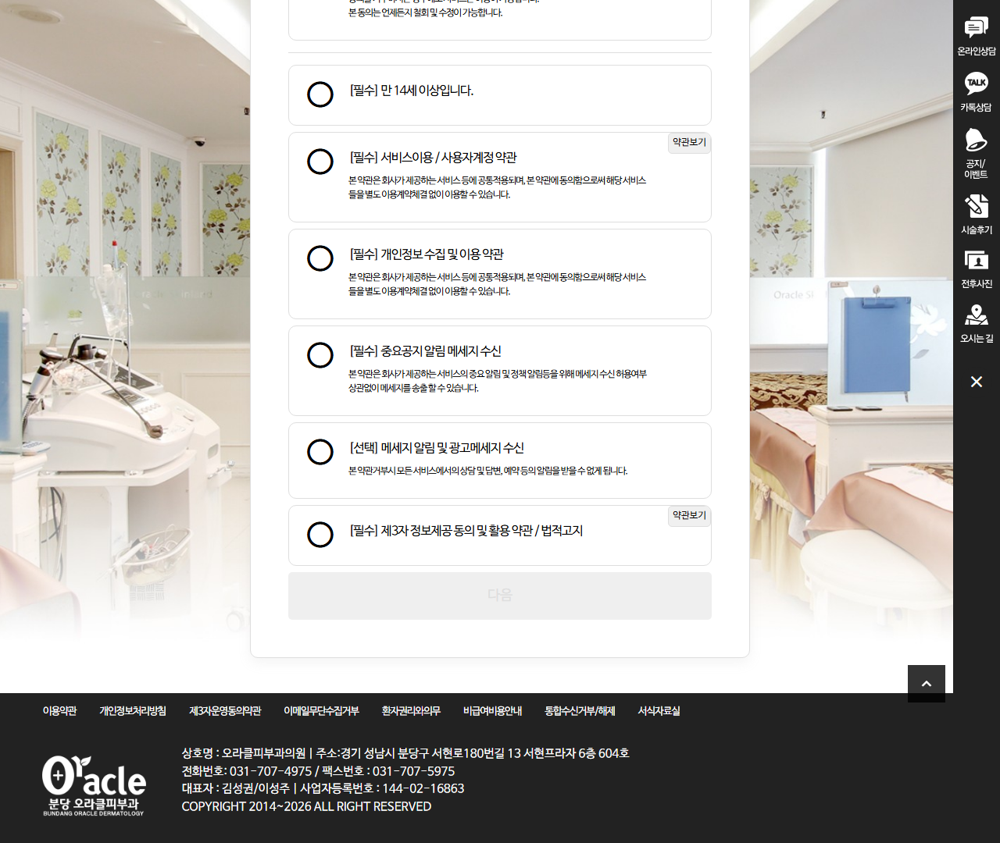 본 동의는 언제든지 철회 및 수정이 가능합니다.
[필수] 만 14세 이상입니다.
약관보기
[필수] 서비스이용 / 사용자계정 약관
본 약관은 회사가 제공하는 서비스 등에 공통적용되며, 본 약관에 동의함으로써 해당 서비스
들을 별도 이용계약체결 없이 이용할 수 있습니다.
[필수] 개인정보 수집 및 이용 약관
본 약관은 회사가 제공하는 서비스 등에 공통적용되며, 본 약관에 동의함으로써 해당 서비스
들을 별도 이용계약체결 없이 이용할 수 있습니다.
[필수] 중요공지 알림 메세지 수신
본 약관은 회사가 제공하는 서비스의 중요 알림 및 정책 알림등을 위해 메세지 수신 허용여부
상관없이 메세지를 송출 할 수 있습니다.
[선택] 메세지 알림 및 광고메세지 수신
본 약관거부시 모든 서비스에서의 상담 및 답변, 예약 등의 알림을 받을 수 없게 됩니다.
약관보기
[필수] 제3자 정보제공 동의 및 활용 약관 / 법적고지
다음
온라인상담
TALK
카톡상담
공지/
이벤트
시술후기
전후사진
오시는 길
이용약관 개인정보처리방침 제3자운영동의약관 이메일무단수집거부 환자권리와의무 비급여비용안내 통합수신거부/해제 서식자료실
Oracle
분당 오라클피부과
BUNDANG ORACLE DERMATOLOGY
상호명 : 오라클피부과의원 | 주소:경기 성남시 분당구 서현로180번길 13 서현프라자 6층 604호
전화번호: 031-707-4975 / 팩스번호 : 031-707-5975
대표자 : 김성권/이성주 | 사업자등록번호 : 144-02-16863
COPYRIGHT 2014~2026 ALL RIGHT RESERVED